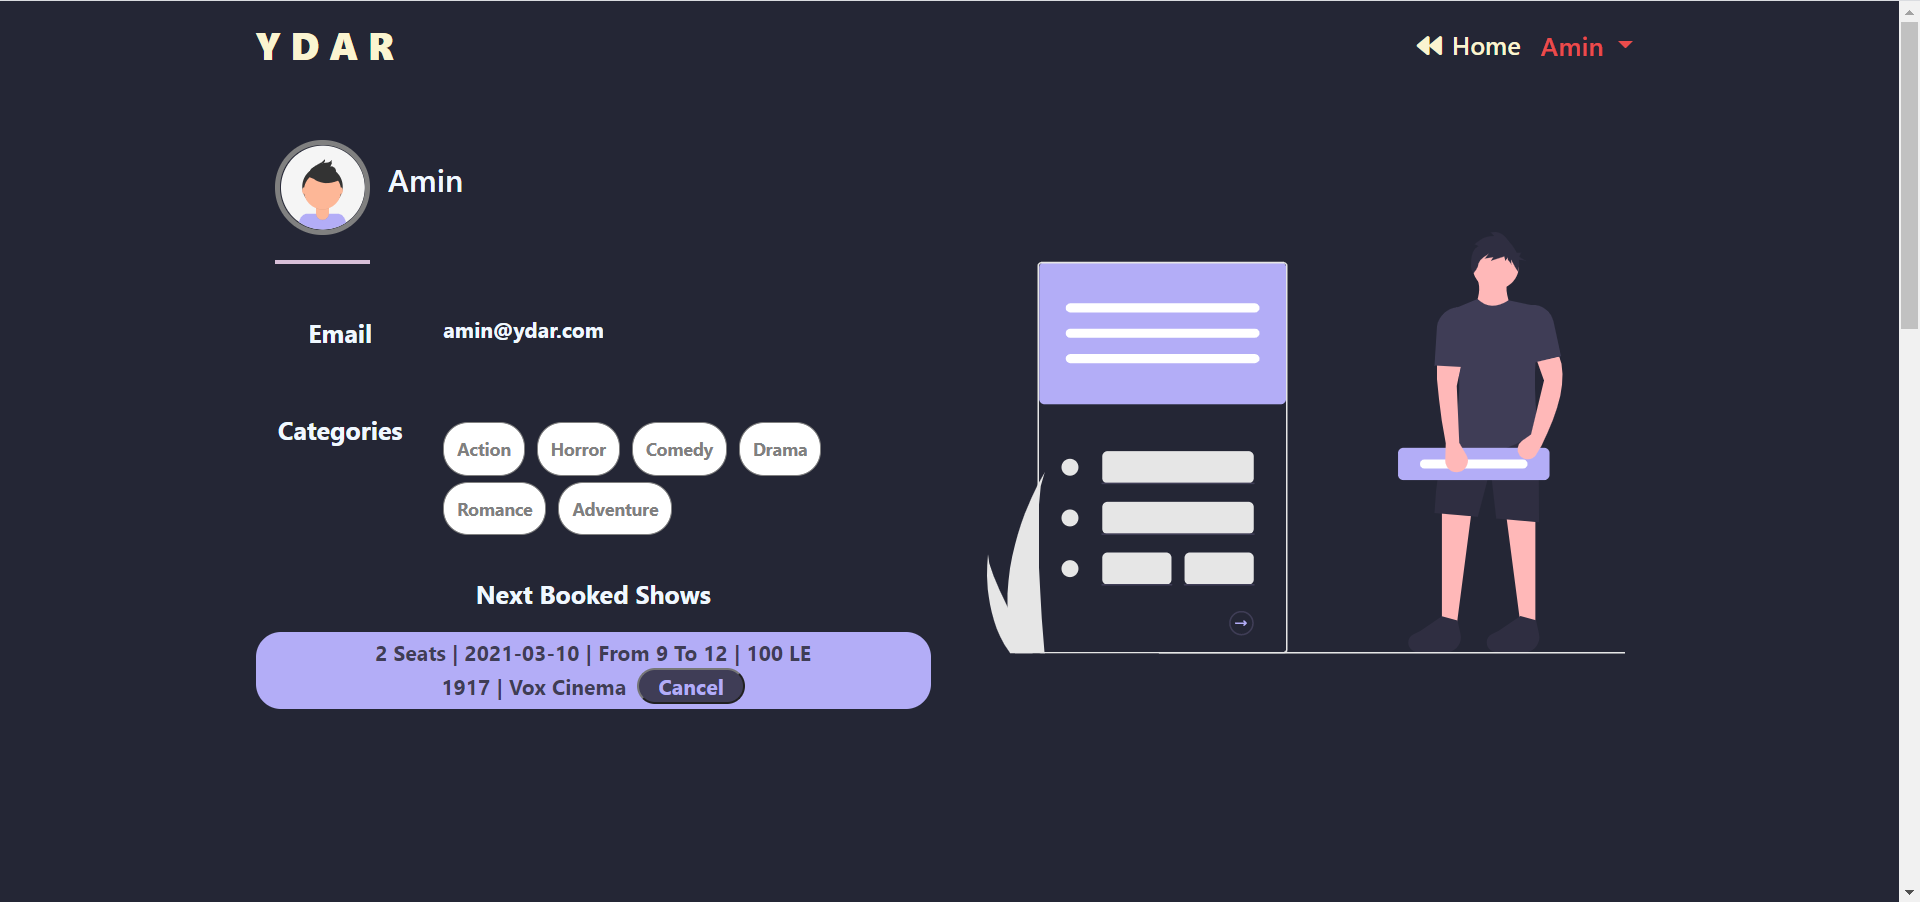 Y D A R
Home Amin
Amin
Email amin@ydar.com
Categories
Action Horror Comedy Drama
Romance Adventure
Next Booked Shows
2 Seats | 2021-03-10 | From 9 To 12 | 100 LE
1917 | Vox Cinema Cancel